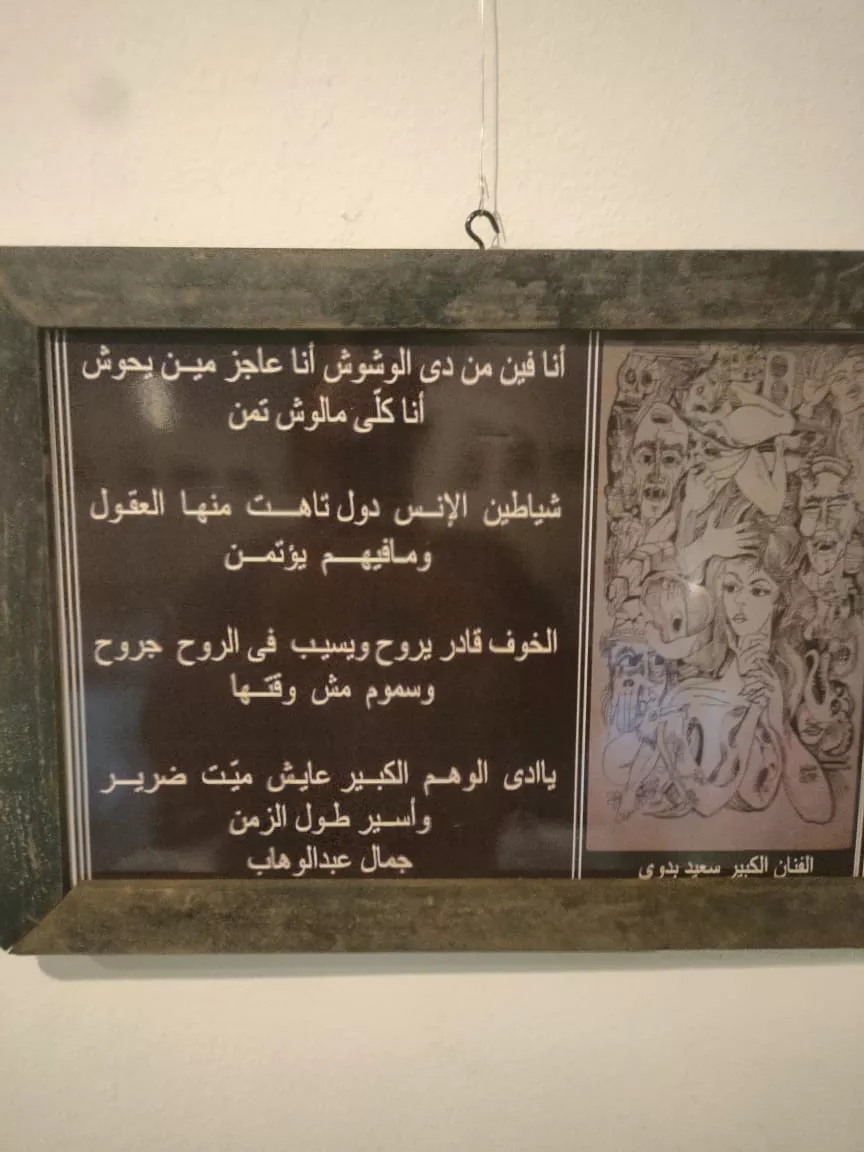 أنا فين من دى الوشوش أنا عاجز مين يحوش
أنا كلّى مالوش تمن
شياطين الإنس دول تاهت منها العقول
ومافيهم يؤتمن
الخوف قادر يروح ويسيب فى الروح جروح
وسموم مش وقتها
ياادى الوهم الكبير عايش ميّت ضرير
وأسير طول الزمن
جمال عبدالوهاب
الفنان الكبير سعيد بدوى